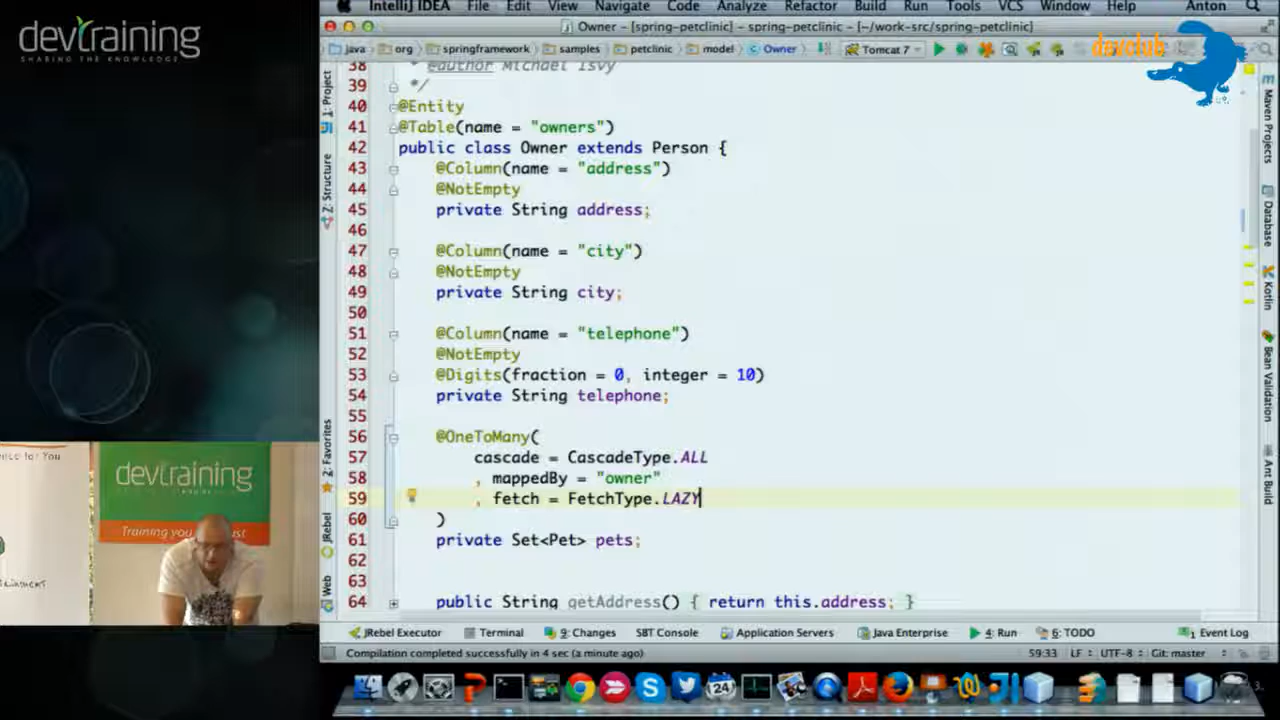 devtraining
SHARING THE KNOWLEDGE
IntelliJ IDEA File Edit View Navigate Code Analyze Refactor Build Run Tools VCS Window Help Anton
Owner - [spring-petclinic] - spring-petclinic - [~/work-src/spring-petclinic]
java org springframework samples petclinic model Owner Tomcat 7
devclub
38 * @author Michael Isvy
39 */
40 @Entity
41 @Table(name = "owners")
42 public class Owner extends Person {
43 @Column(name = "address")
44 @NotEmpty
45 private String address;
46
47 @Column(name = "city")
48 @NotEmpty
49 private String city;
50
51 @Column(name = "telephone")
52 @NotEmpty
53 @Digits(fraction = 0, integer = 10)
54 private String telephone;
55
56 @OneToMany(
57 cascade = CascadeType.ALL
58 , mappedBy = "owner"
59 , fetch = FetchType.LAZY
60 )
61 private Set<Pet> pets;
62
63
64 public String getAddress() { return this.address; }
1: Project
Z: Structure
2: Favorites
JRebel
Web
Maven Projects
Database
Kotlin
Bean Validation
Ant Build
ence for You
devtraining
Training you
JRebel Executor Terminal 9: Changes SBT Console Application Servers Java Enterprise 4: Run 6: TODO 1 Event Log
Compilation completed successfully in 4 sec (a minute ago) 59:33 LF UTF-8 Git: master
24
3.